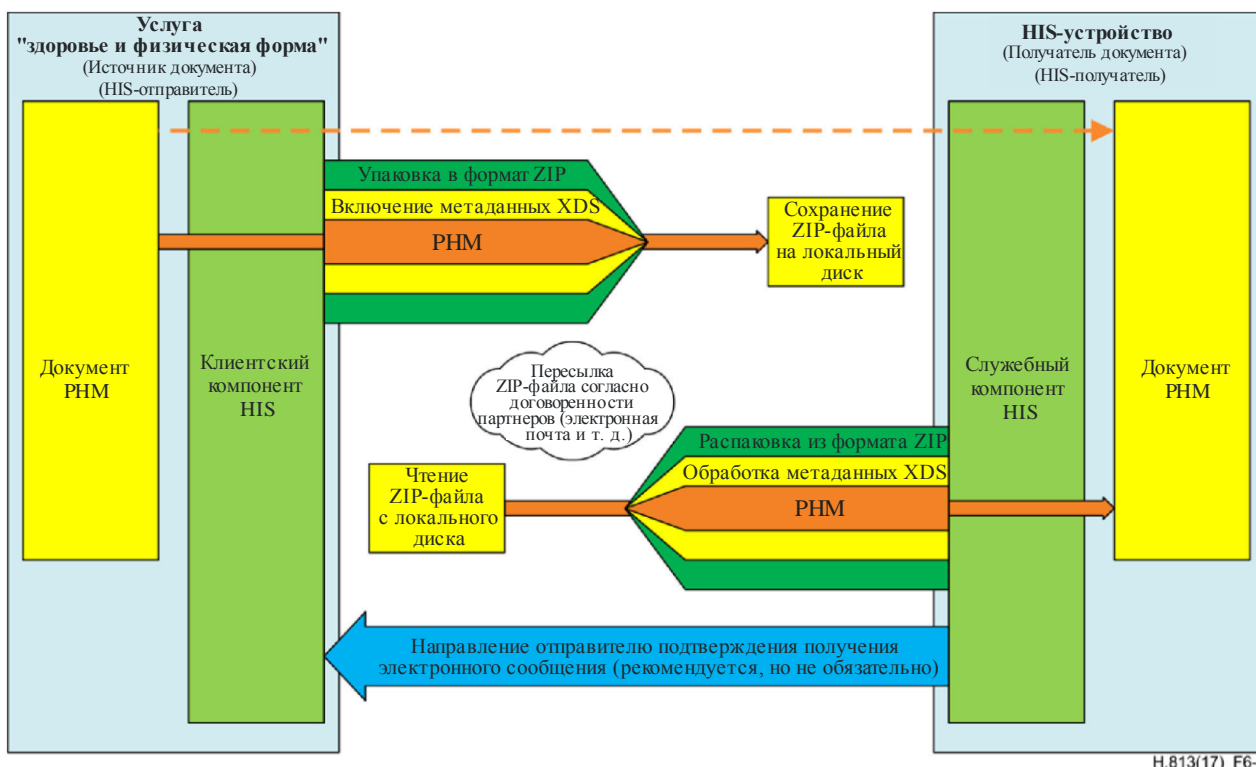 Услуга
"здоровье и физическая форма"
(Источник документа)
(HIS-отправитель)
HIS-устройство
(Получатель документа)
(HIS-получатель)
Упаковка в формат ZIP
Включение метаданных XDS
PHM
Сохранение
ZIP-файла
на локальный
диск
Документ
PHM
Клиентский
компонент
HIS
Пересылка
ZIP-файла согласно
договоренности
партнеров (электронная
почта и т. д.)
Служебный
компонент
HIS
Документ
PHM
Распаковка из формата ZIP
Обработка метаданных XDS
PHM
Чтение
ZIP-файла
с локального
диска
Направление отправителю подтверждения получения
электронного сообщения (рекомендуется, но не обязательно)
H.813(17)_F6-